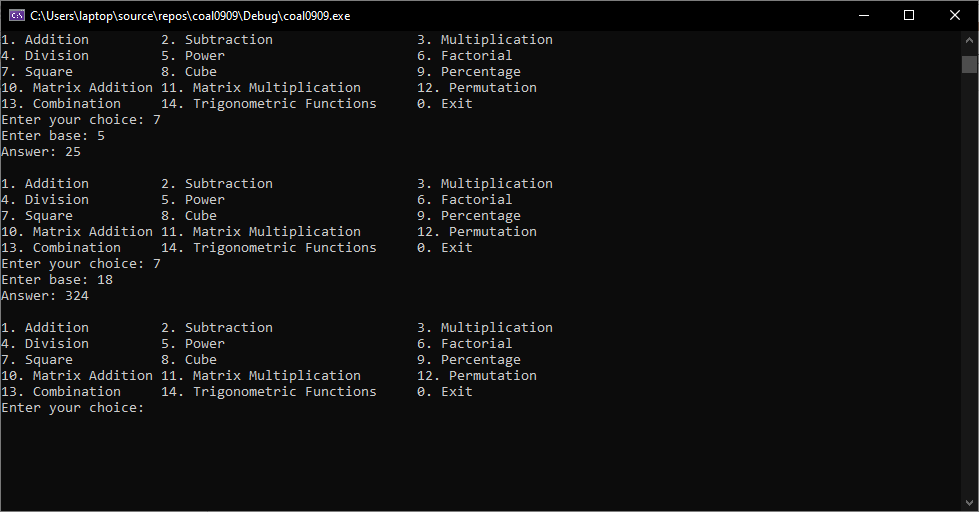 C:\Users\laptop\source\repos\coal0909\Debug\coal0909.exe
1. Addition 2. Subtraction 3. Multiplication
4. Division 5. Power 6. Factorial
7. Square 8. Cube 9. Percentage
10. Matrix Addition 11. Matrix Multiplication 12. Permutation
13. Combination 14. Trigonometric Functions 0. Exit
Enter your choice: 7
Enter base: 5
Answer: 25
1. Addition 2. Subtraction 3. Multiplication
4. Division 5. Power 6. Factorial
7. Square 8. Cube 9. Percentage
10. Matrix Addition 11. Matrix Multiplication 12. Permutation
13. Combination 14. Trigonometric Functions 0. Exit
Enter your choice: 7
Enter base: 18
Answer: 324
1. Addition 2. Subtraction 3. Multiplication
4. Division 5. Power 6. Factorial
7. Square 8. Cube 9. Percentage
10. Matrix Addition 11. Matrix Multiplication 12. Permutation
13. Combination 14. Trigonometric Functions 0. Exit
Enter your choice: